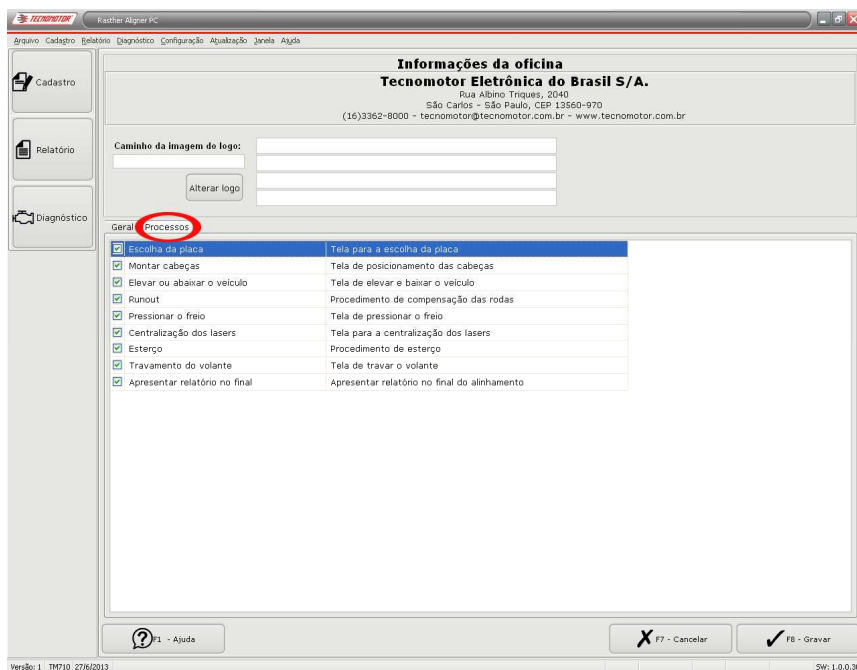 TECNOMOTOR Rasther Aligner PC
Arquivo Cadastro Relatório Diagnóstico Configuração Atualização Janela Ajuda
Informações da oficina
Tecnomotor Eletrônica do Brasil S/A.
Rua Albino Triques, 2040
São Carlos - São Paulo, CEP 13560-970
(16)3362-8000 - tecnomotor@tecnomotor.com.br - www.tecnomotor.com.br
Cadastro
Relatório
Diagnóstico
Caminho da imagem do logo:
Alterar logo
Geral Processos
Escolha da placa Tela para a escolha da placa
Montar cabeças Tela de posicionamento das cabeças
Elevar ou abaixar o veículo Tela de elevar e baixar o veículo
Runout Procedimento de compensação das rodas
Pressionar o freio Tela de pressionar o freio
Centralização dos lasers Tela para a centralização dos lasers
Esterço Procedimento de esterço
Travamento do volante Tela de travar o volante
Apresentar relatório no final Apresentar relatório no final do alinhamento
F1 - Ajuda F7 - Cancelar F8 - Gravar
Versão: 1 TM710 27/6/2013